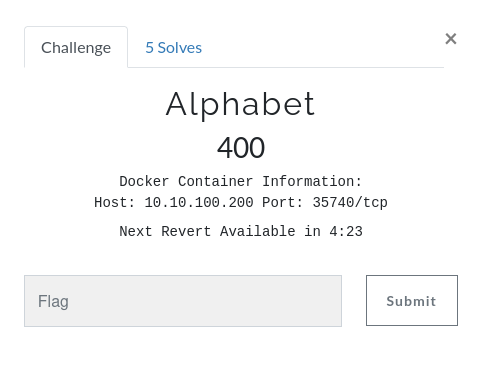 Challenge
5 Solves
×
Alphabet
400
Docker Container Information:
Host: 10.10.100.200 Port: 35740/tcp
Next Revert Available in 4:23
Flag
Submit